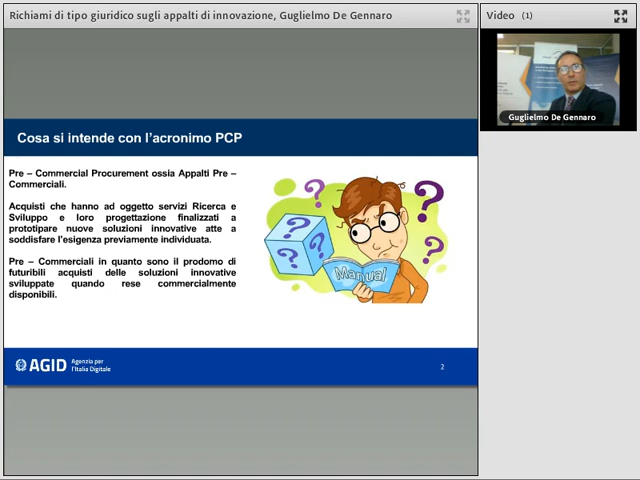 Richiami di tipo giuridico sugli appalti di innovazione, Guglielmo De Gennaro
Video (1)
Guglielmo De Gennaro
Cosa si intende con l'acronimo PCP
Pre – Commercial Procurement ossia Appalti Pre –
Commerciali.
Acquisti che hanno ad oggetto servizi Ricerca e
Sviluppo e loro progettazione finalizzati a
prototipare nuove soluzioni innovative atte a
soddisfare l'esigenza previamente individuata.
Pre – Commerciali in quanto sono il prodomo di
futuribili acquisti delle soluzioni innovative
sviluppate quando rese commercialmente
disponibili.
? ? ? ? ? ?
Manual
AGID Agenzia per
l'Italia Digitale
2